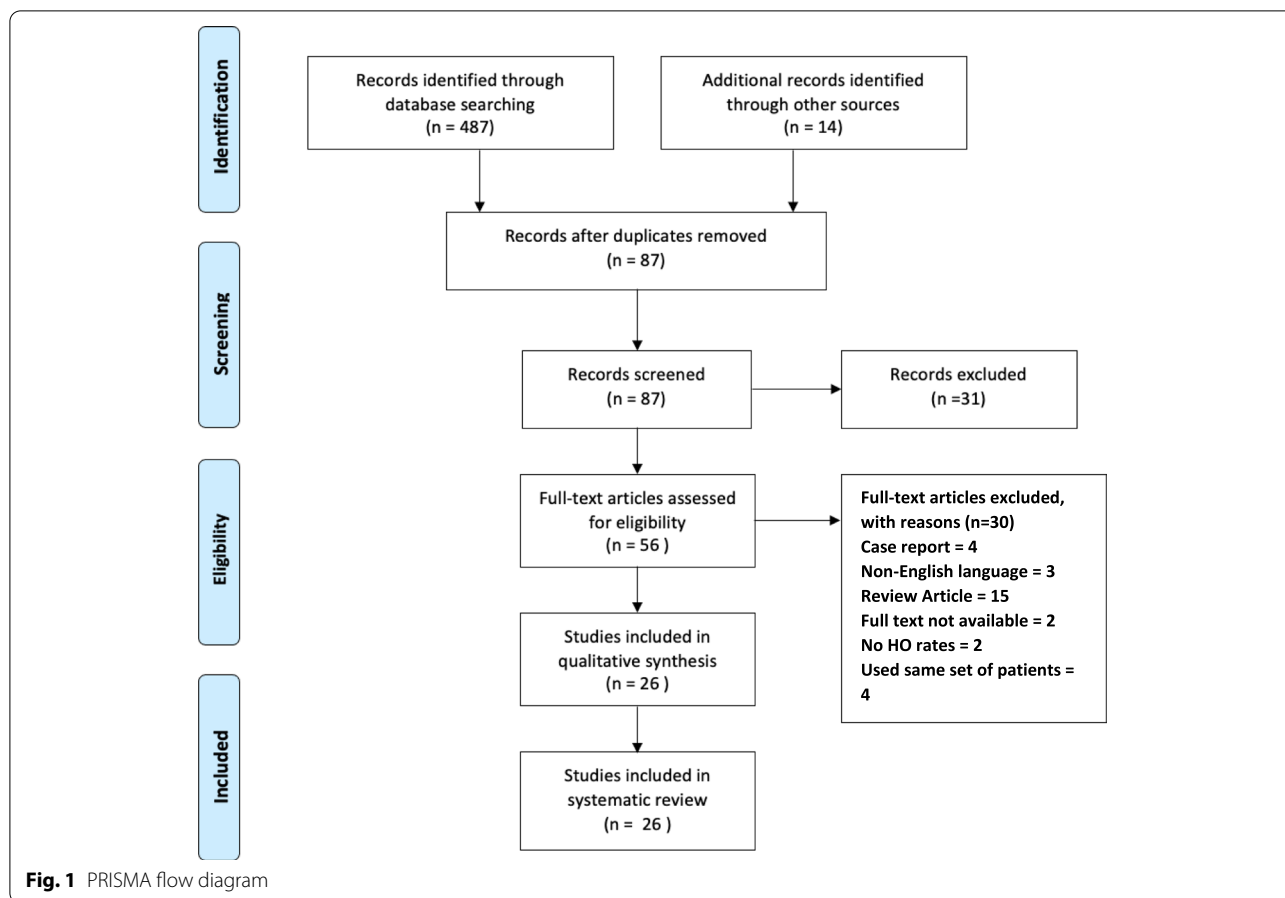 Identification
Records identified through
database searching
(n = 487)
Additional records identified
through other sources
(n = 14)
Records after duplicates removed
(n = 87)
Screening
Records screened
(n = 87)
Records excluded
(n =31)
Eligibility
Full-text articles assessed
for eligibility
(n = 56 )
Full-text articles excluded,
with reasons (n=30)
Case report = 4
Non-English language = 3
Review Article = 15
Full text not available = 2
No HO rates = 2
Used same set of patients =
4
Studies included in
qualitative synthesis
(n = 26 )
Included
Studies included in
systematic review
(n = 26 )
Fig. 1 PRISMA flow diagram